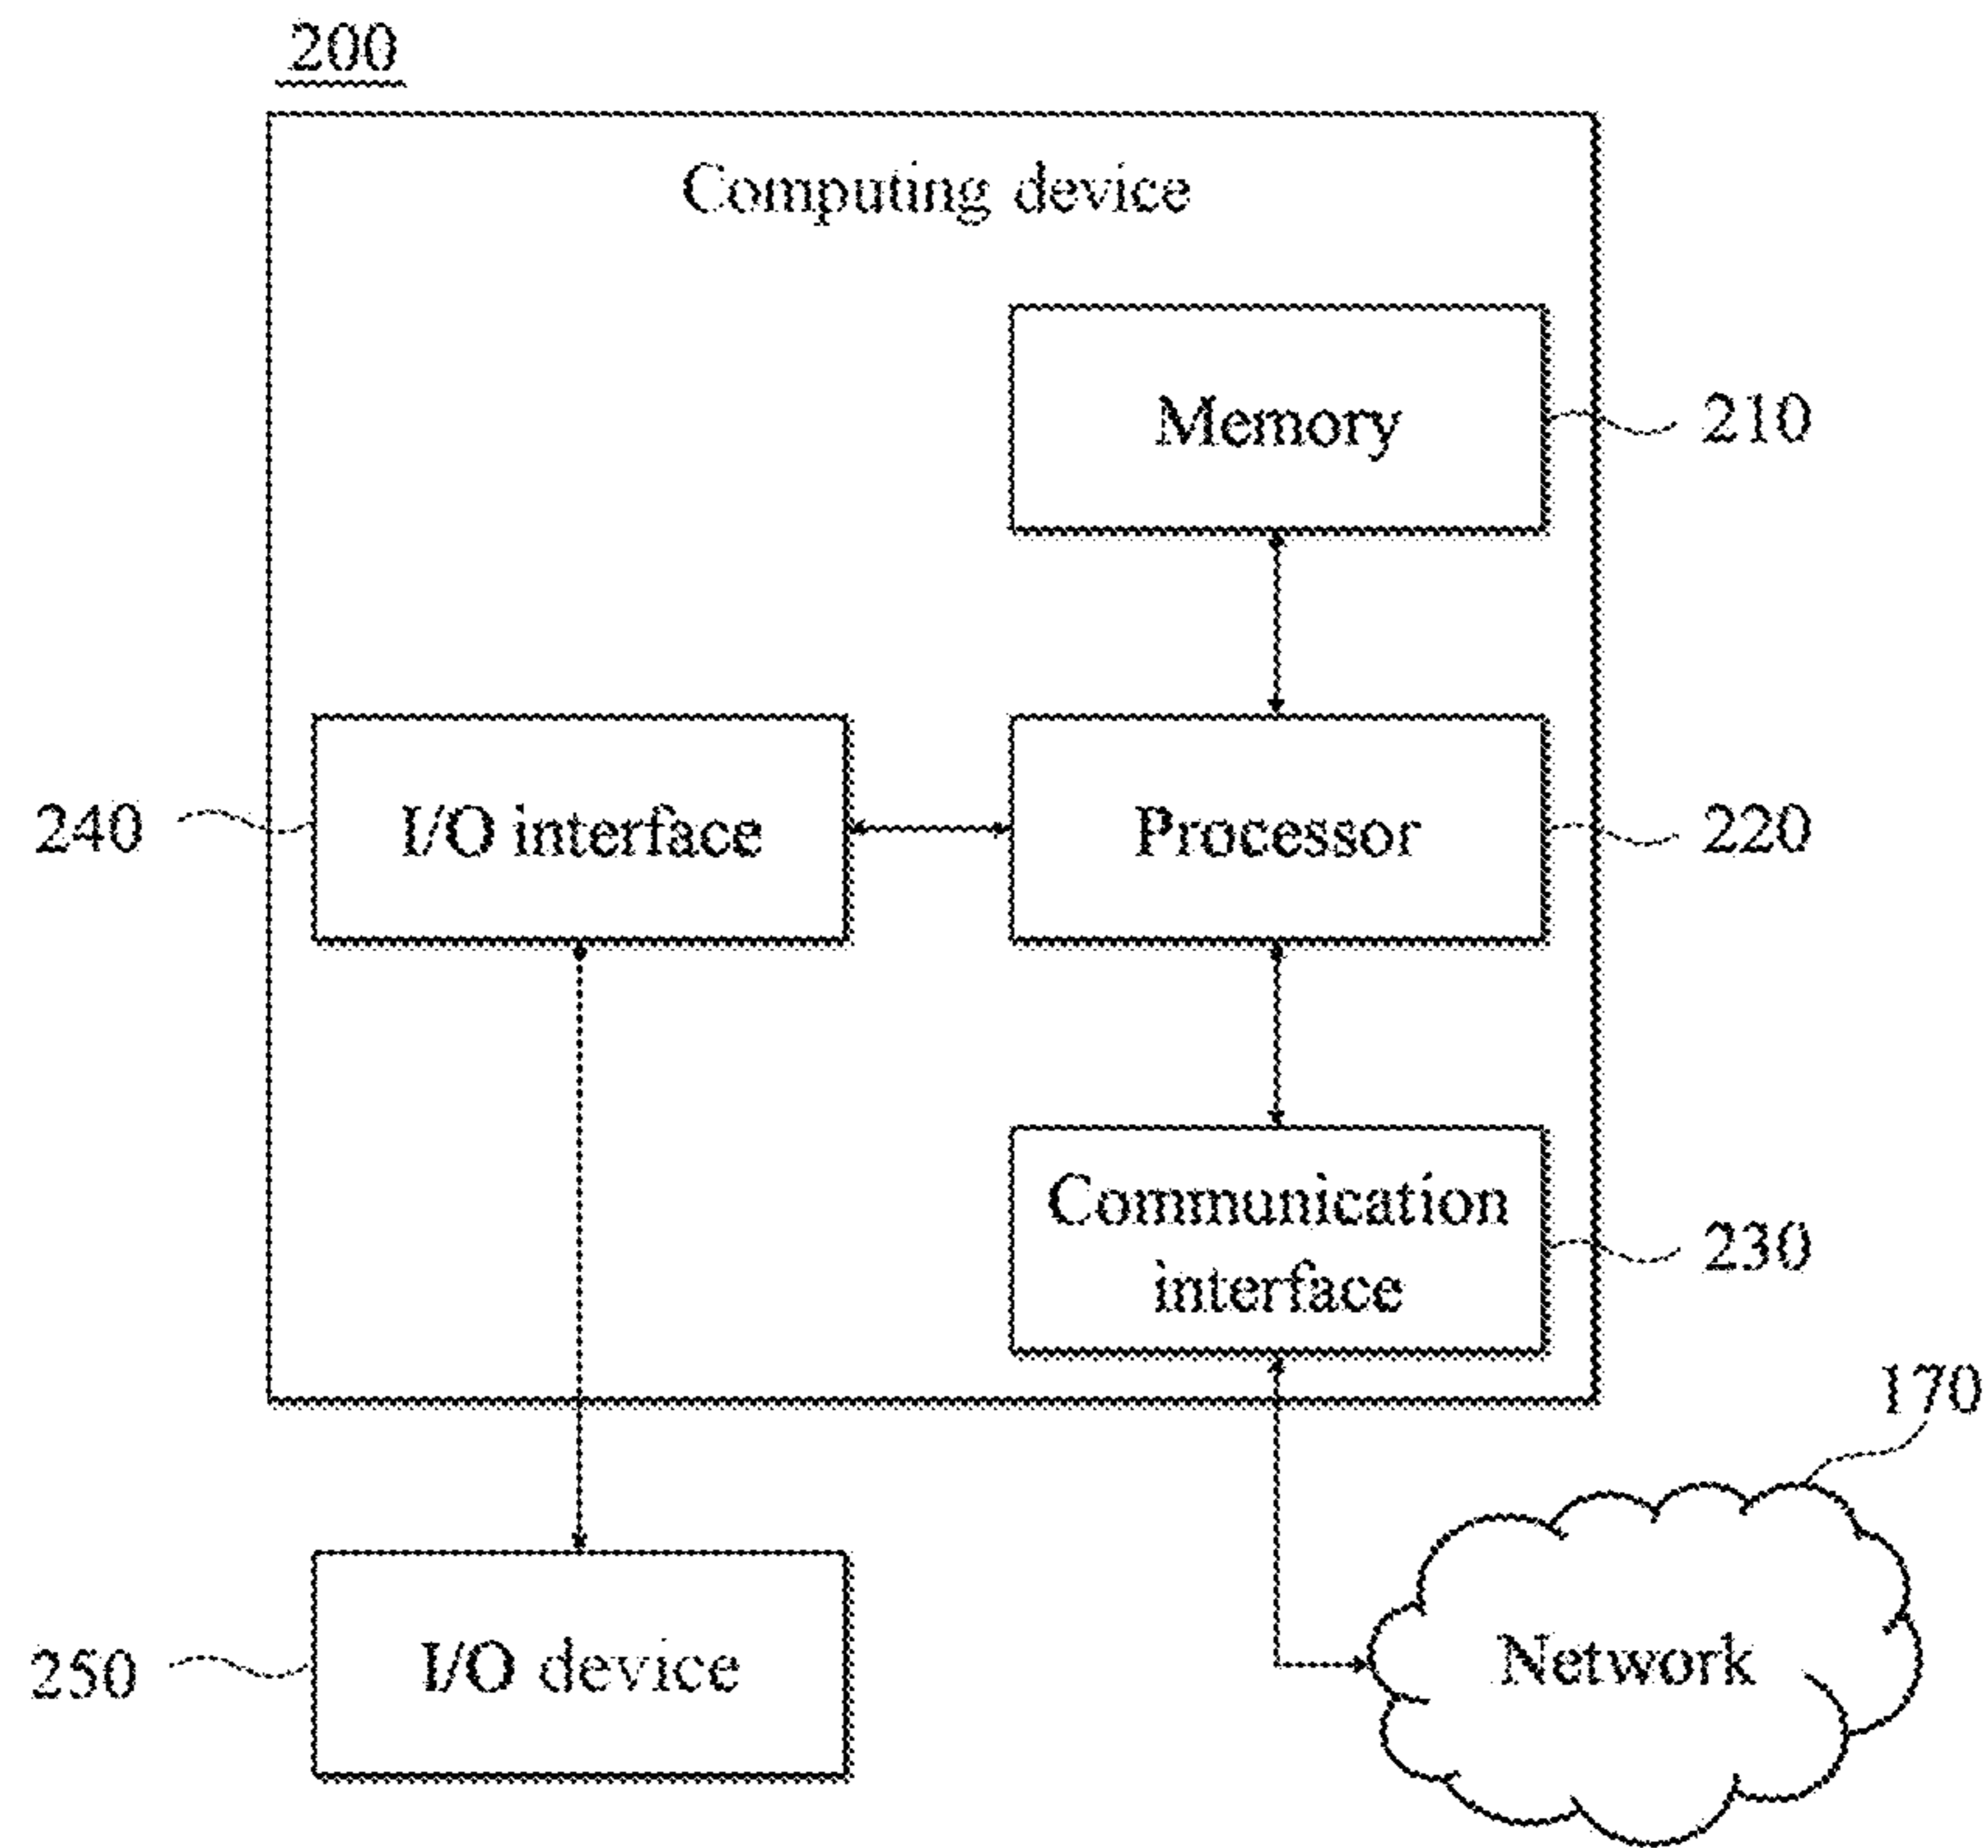 200
Computing device
Memory
210
240
I/O interface
Processor
220
Communication
interface
230
170
250
I/O device
Network